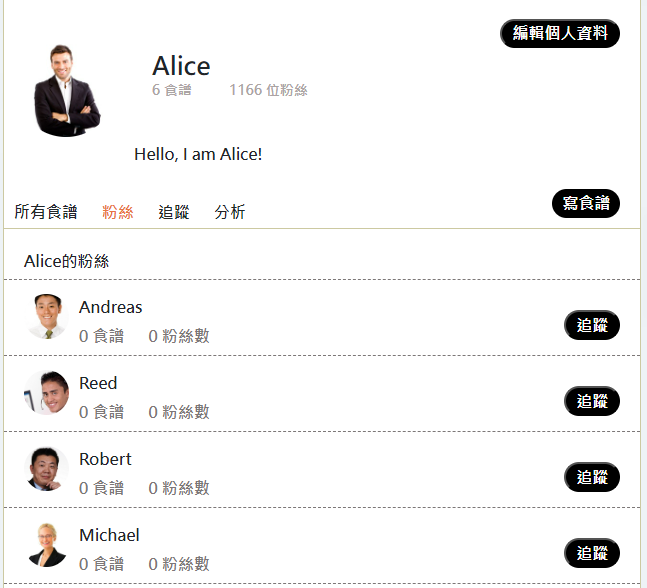 編輯個人資料
Alice
6 食譜 1166 位粉絲
Hello, I am Alice!
所有食譜 粉絲 追蹤 分析 寫食譜
Alice的粉絲
Andreas
0 食譜 0 粉絲數 追蹤
Reed
0 食譜 0 粉絲數 追蹤
Robert
0 食譜 0 粉絲數 追蹤
Michael
0 食譜 0 粉絲數 追蹤